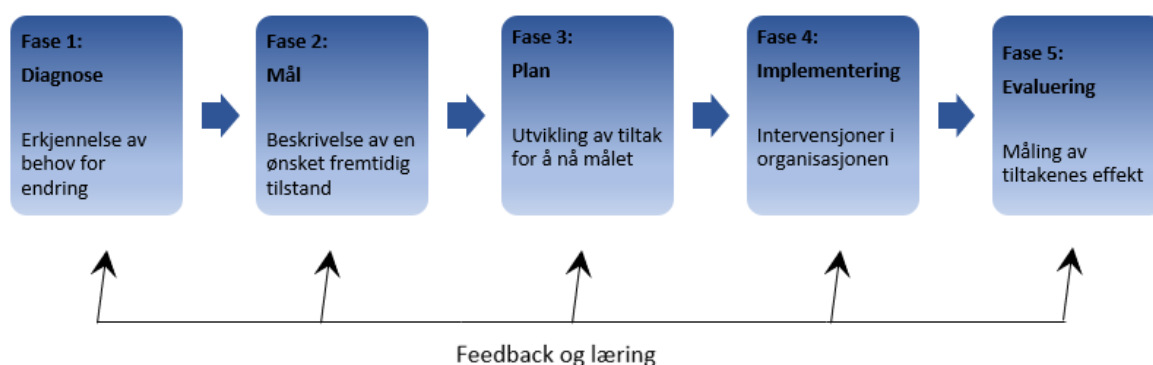 Fase 1:
Diagnose
Erkjennelse av
behov for
endring
Fase 2:
Mål
Beskrivelse av en
ønsket fremtidig
tilstand
Fase 3:
Plan
Utvikling av tiltak
for å nå målet
Fase 4:
Implementering
Intervensjoner i
organisasjonen
Fase 5:
Evaluering
Måling av
tiltakenes effekt
Feedback og læring